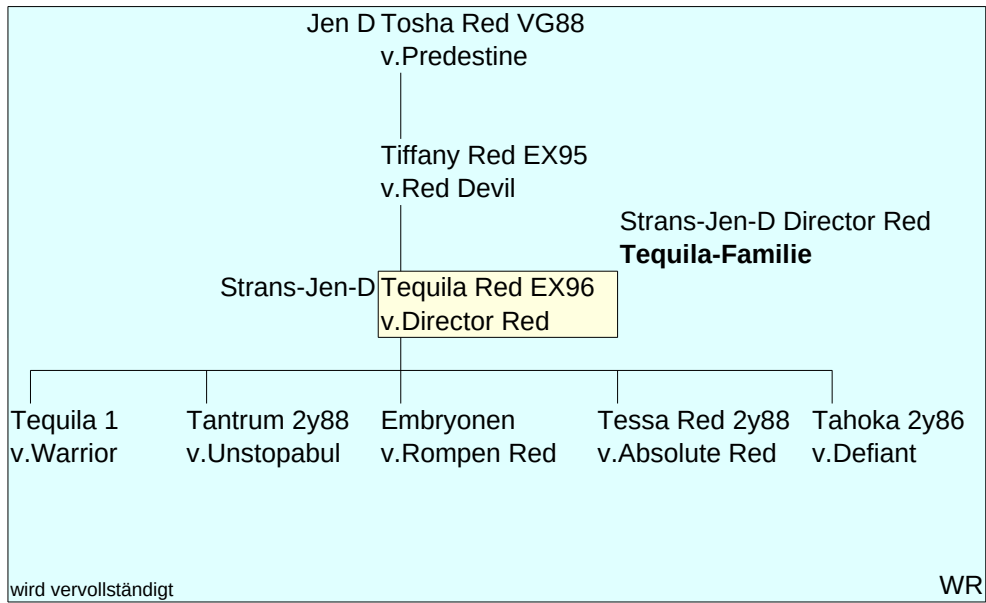 Jen D Tosha Red VG88
v.Predestine
Tiffany Red EX95
v.Red Devil
Strans-Jen-D Director Red
Tequila-Familie
Strans-Jen-D Tequila Red EX96
v.Director Red
Tequila 1 Tantrum 2y88 Embryonen Tessa Red 2y88 Tahoka 2y86
v.Warrior v.Unstopabul v.Rompen Red v.Absolute Red v.Defiant
wird vervollständigt WR